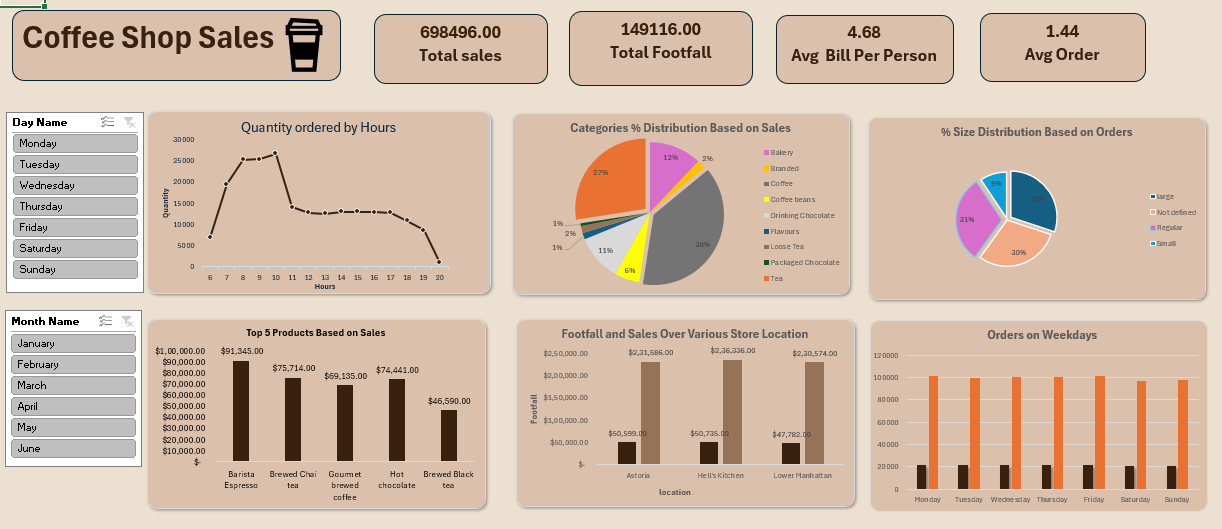 Coffee Shop Sales
698496.00
Total sales
149116.00
Total Footfall
4.68
Avg Bill Per Person
1.44
Avg Order
Day Name
Monday
Tuesday
Wednesday
Thursday
Friday
Saturday
Sunday
Quantity ordered by Hours
Quantity
30000
25000
20000
15000
10000
5000
0
6 7 8 9 10 11 12 13 14 15 16 17 18 19 20
Hours
Categories % Distribution Based on Sales
12%
2%
38%
6%
11%
1%
2%
1%
27%
Bakery
Branded
Coffee
Coffee beans
Drinking Chocolate
Flavours
Loose Tea
Packaged Chocolate
Tea
% Size Distribution Based on Orders
30%
31%
9%
large
Not defined
Regular
Small
Month Name
January
February
March
April
May
June
Top 5 Products Based on Sales
$1,00,000.00
$90,000.00
$80,000.00
$70,000.00
$60,000.00
$50,000.00
$40,000.00
$30,000.00
$20,000.00
$10,000.00
$-
$91,345.00
$75,714.00
$69,135.00
$74,441.00
$46,590.00
Barista Espresso
Brewed Chai tea
Gourmet brewed coffee
Hot chocolate
Brewed Black tea
Footfall and Sales Over Various Store Location
Footfall
$2,50,000.00
$2,00,000.00
$1,50,000.00
$1,00,000.00
$50,000.00
$-
$2,31,586.00
$2,36,336.00
$2,30,574.00
$50,599.00
$50,735.00
$47,782.00
Astoria
Hell's Kitchen
Lower Manhattan
location
Orders on Weekdays
120000
100000
80000
60000
40000
20000
0
Monday Tuesday Wednesday Thursday Friday Saturday Sunday